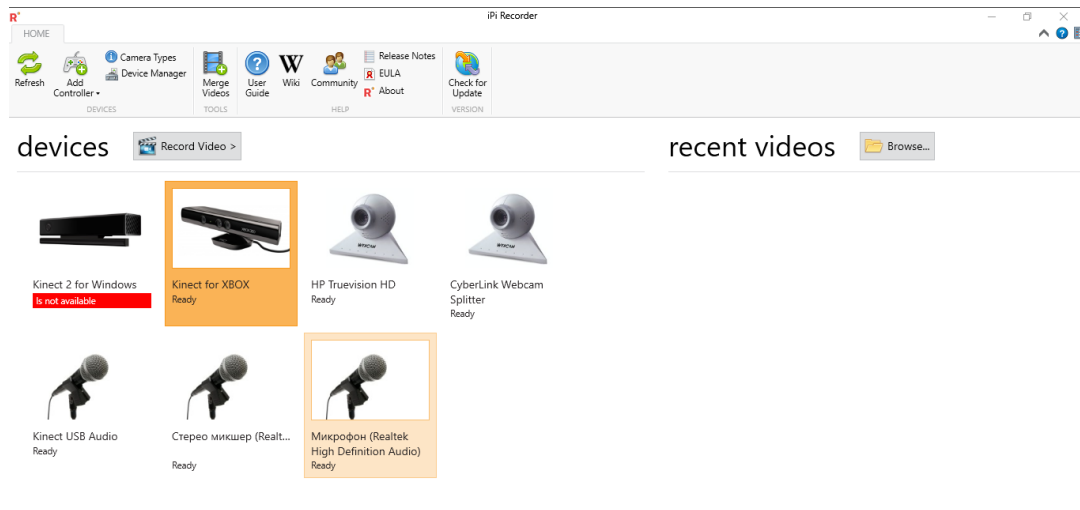 iPi Recorder
HOME
Refresh
Add
Controller
Camera Types
Device Manager
DEVICES
Merge
Videos
TOOLS
User
Guide
W
Wiki
Community
Release Notes
EULA
R About
HELP
Check for
Update
VERSION
devices
Record Video >
recent videos
Browse...
Kinect 2 for Windows
Is not available
Kinect for XBOX
Ready
HP Truevision HD
Ready
CyberLink Webcam
Splitter
Ready
Kinect USB Audio
Ready
Стерео микшер (Realt...
Ready
Микрофон (Realtek
High Definition Audio)
Ready